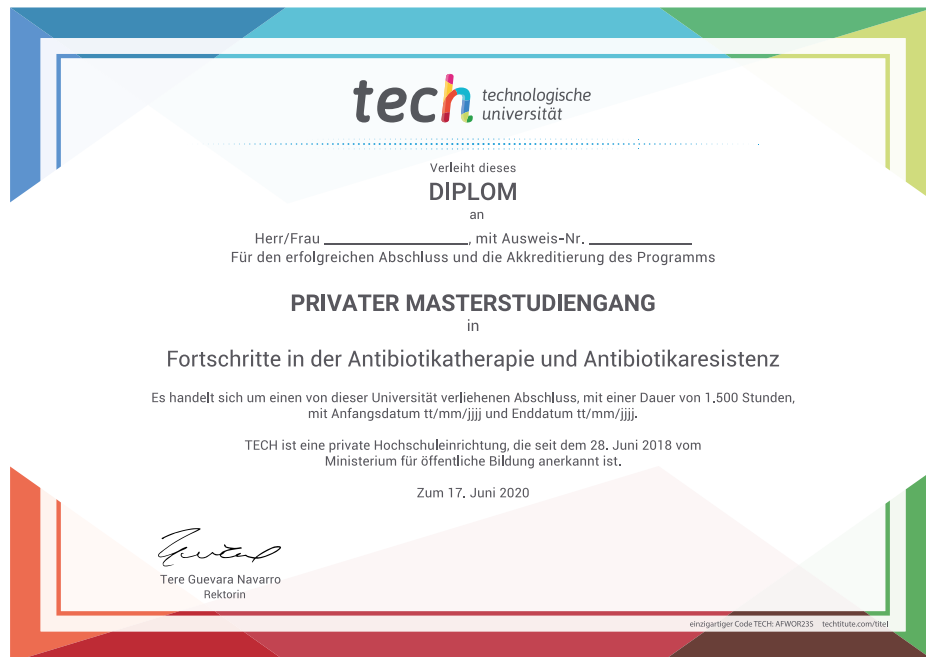 tech technologische
universität
Verleiht dieses
DIPLOM
an
Herr/Frau ____________________, mit Ausweis-Nr. ______________
Für den erfolgreichen Abschluss und die Akkreditierung des Programms
PRIVATER MASTERSTUDIENGANG
in
Fortschritte in der Antibiotikatherapie und Antibiotikaresistenz
Es handelt sich um einen von dieser Universität verliehenen Abschluss, mit einer Dauer von 1.500 Stunden,
mit Anfangsdatum tt/mm/jjjj und Enddatum tt/mm/jjjj.
TECH ist eine private Hochschuleinrichtung, die seit dem 28. Juni 2018 vom
Ministerium für öffentliche Bildung anerkannt ist.
Zum 17. Juni 2020
Tere Guevara Navarro
Rektorin
einzigartiger Code TECH: AFWOR235 techtitute.com/titel